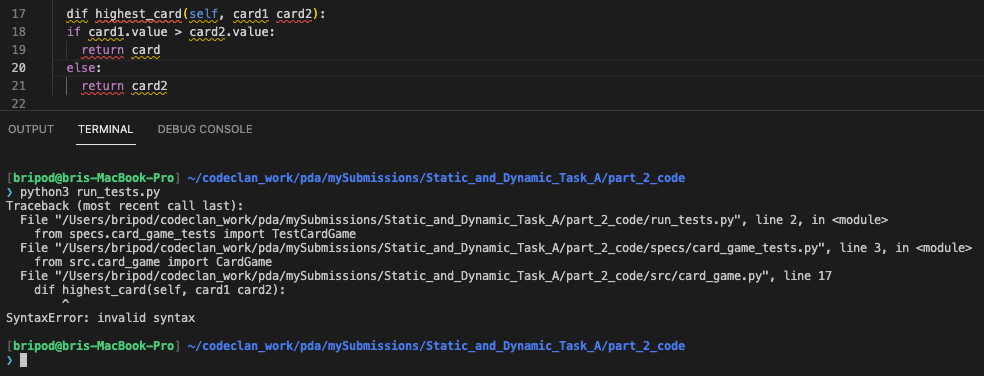 17 dif highest_card(self, card1 card2):
18 if card1.value > card2.value:
19 return card
20 else:
21 return card2
22
OUTPUT TERMINAL DEBUG CONSOLE
[bripod@bris-MacBook-Pro] ~/codeclan_work/pda/mySubmissions/Static_and_Dynamic_Task_A/part_2_code
❯ python3 run_tests.py
Traceback (most recent call last):
File "/Users/bripod/codeclan_work/pda/mySubmissions/Static_and_Dynamic_Task_A/part_2_code/run_tests.py", line 2, in <module>
from specs.card_game_tests import TestCardGame
File "/Users/bripod/codeclan_work/pda/mySubmissions/Static_and_Dynamic_Task_A/part_2_code/specs/card_game_tests.py", line 3, in <module>
from src.card_game import CardGame
File "/Users/bripod/codeclan_work/pda/mySubmissions/Static_and_Dynamic_Task_A/part_2_code/src/card_game.py", line 17
dif highest_card(self, card1 card2):
^
SyntaxError: invalid syntax
[bripod@bris-MacBook-Pro] ~/codeclan_work/pda/mySubmissions/Static_and_Dynamic_Task_A/part_2_code
❯